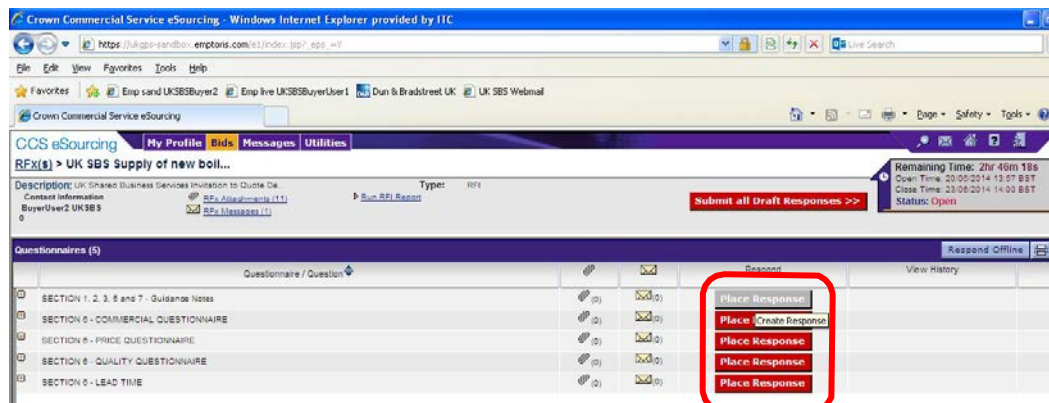 Crown Commercial Service eSourcing - Windows Internet Explorer provided by ITC
https://ukgps-sandbox.emptoris.com/e1/index.jsp?_eps_=Y
Live Search
File Edit View Favorites Tools Help
Favorites Emp sand UKSBSBuyer2 Emp live UKSBSBuyerUser1 Dun & Bradstreet UK UK SBS Webmail
Crown Commercial Service eSourcing
Page Safety Tools
CCS eSourcing My Profile Bids Messages Utilities
RFx(s) > UK SBS Supply of new boil...
Remaining Time: 2hr 46m 18s
Open Time: 20/06/2014 13:57 BST
Close Time: 23/06/2014 14:00 BST
Status: Open
Description: UK Shared Business Services Invitation to Quote De...
Type: RFI
Contact Information
BuyerUser2 UKSBS
0
RFx Attachments (11)
RFx Messages (1)
Run RFI Report
Submit all Draft Responses >>
Questionnaires (5) Respond Offline
Questionnaire / Question Respond View History
SECTION 1, 2, 3, 5 and 7 - Guidance Notes (0) (0) Place Response
SECTION 6 - COMMERCIAL QUESTIONNAIRE (0) (0) Place
Create Response
SECTION 6 - PRICE QUESTIONNAIRE (0) (0) Place Response
SECTION 6 - QUALITY QUESTIONNAIRE (0) (0) Place Response
SECTION 6 - LEAD TIME (0) (0) Place Response